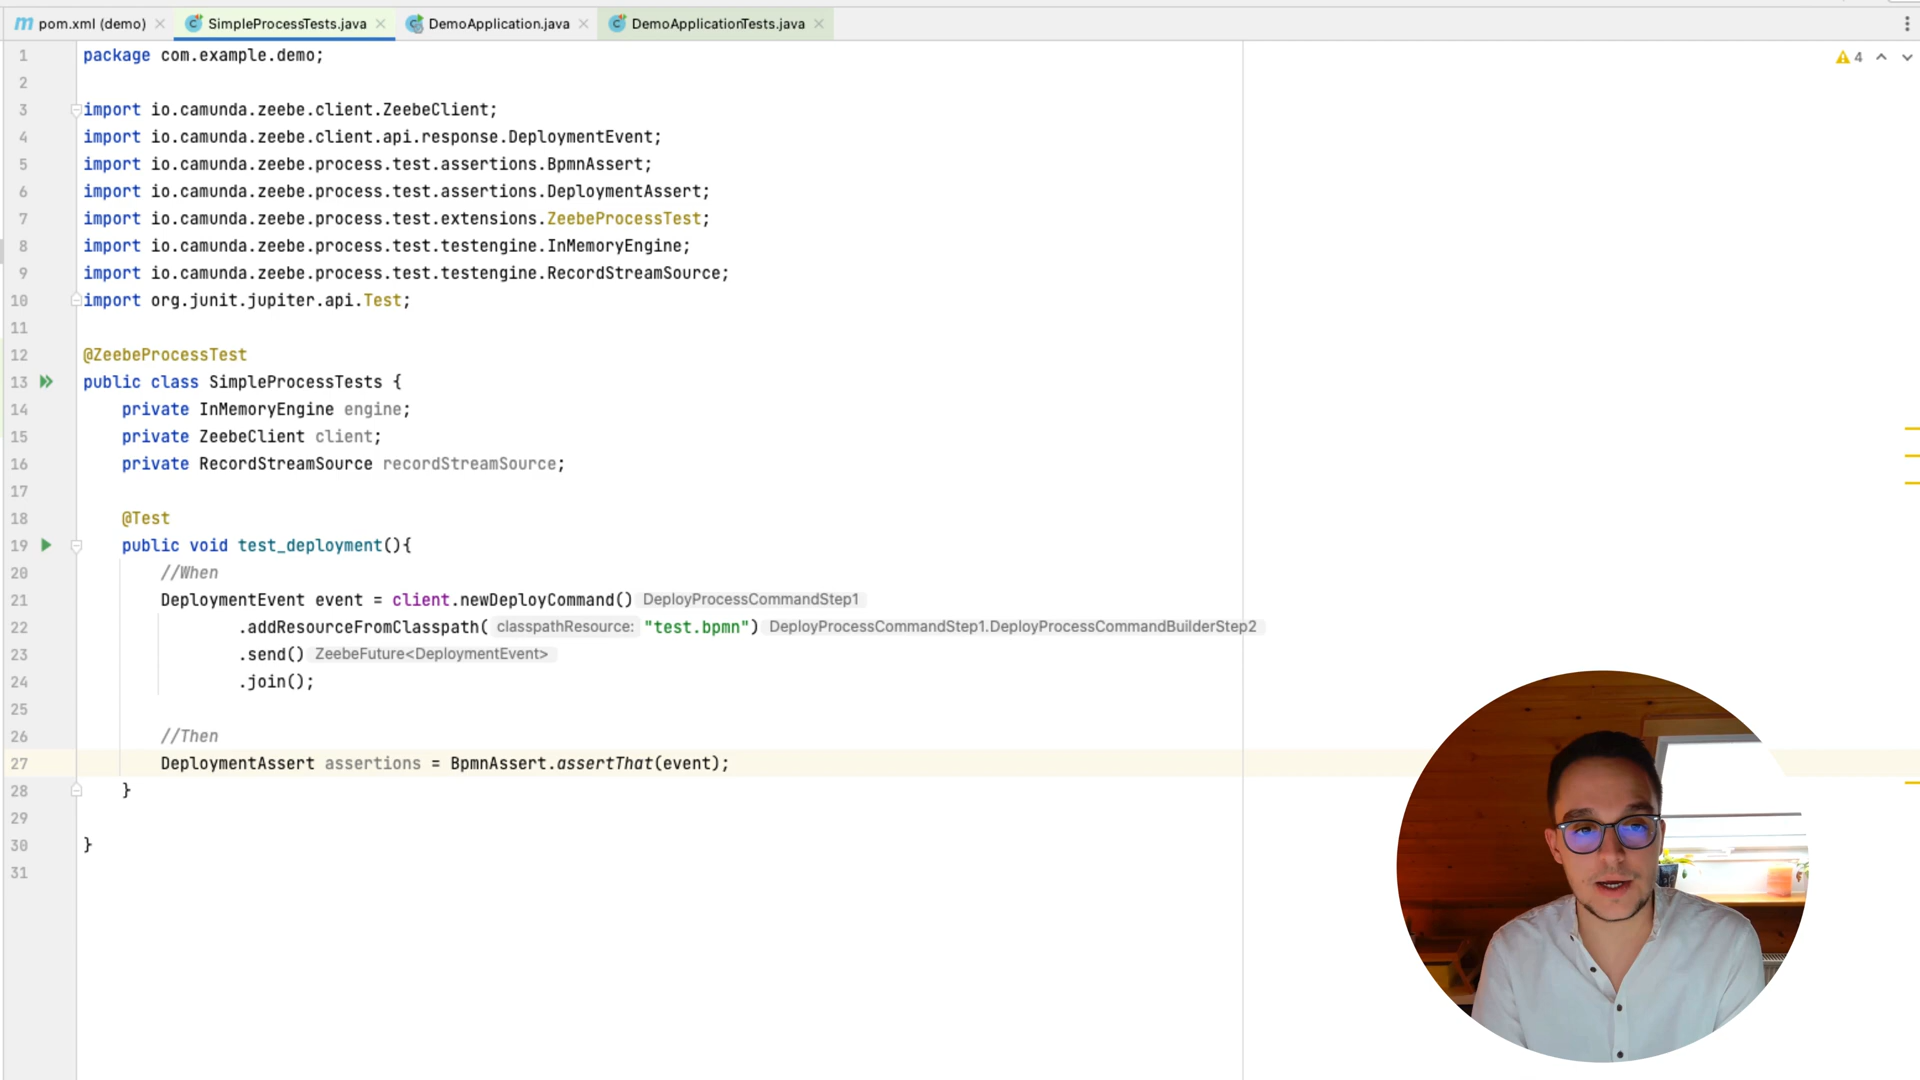 pom.xml (demo) SimpleProcessTests.java DemoApplication.java DemoApplicationTests.java
4
1 package com.example.demo;
2
3 import io.camunda.zeebe.client.ZeebeClient;
4 import io.camunda.zeebe.client.api.response.DeploymentEvent;
5 import io.camunda.zeebe.process.test.assertions.BpmnAssert;
6 import io.camunda.zeebe.process.test.assertions.DeploymentAssert;
7 import io.camunda.zeebe.process.test.extensions.ZeebeProcessTest;
8 import io.camunda.zeebe.process.test.testengine.InMemoryEngine;
9 import io.camunda.zeebe.process.test.testengine.RecordStreamSource;
10 import org.junit.jupiter.api.Test;
11
12 @ZeebeProcessTest
13 public class SimpleProcessTests {
14 private InMemoryEngine engine;
15 private ZeebeClient client;
16 private RecordStreamSource recordStreamSource;
17
18 @Test
19 public void test_deployment(){
20 //When
21 DeploymentEvent event = client.newDeployCommand() DeployProcessCommandStep1
22 .addResourceFromClasspath( classpathResource: "test.bpmn") DeployProcessCommandStep1.DeployProcessCommandBuilderStep2
23 .send() ZeebeFuture<DeploymentEvent>
24 .join();
25
26 //Then
27 DeploymentAssert assertions = BpmnAssert.assertThat(event);
28 }
29
30 }
31